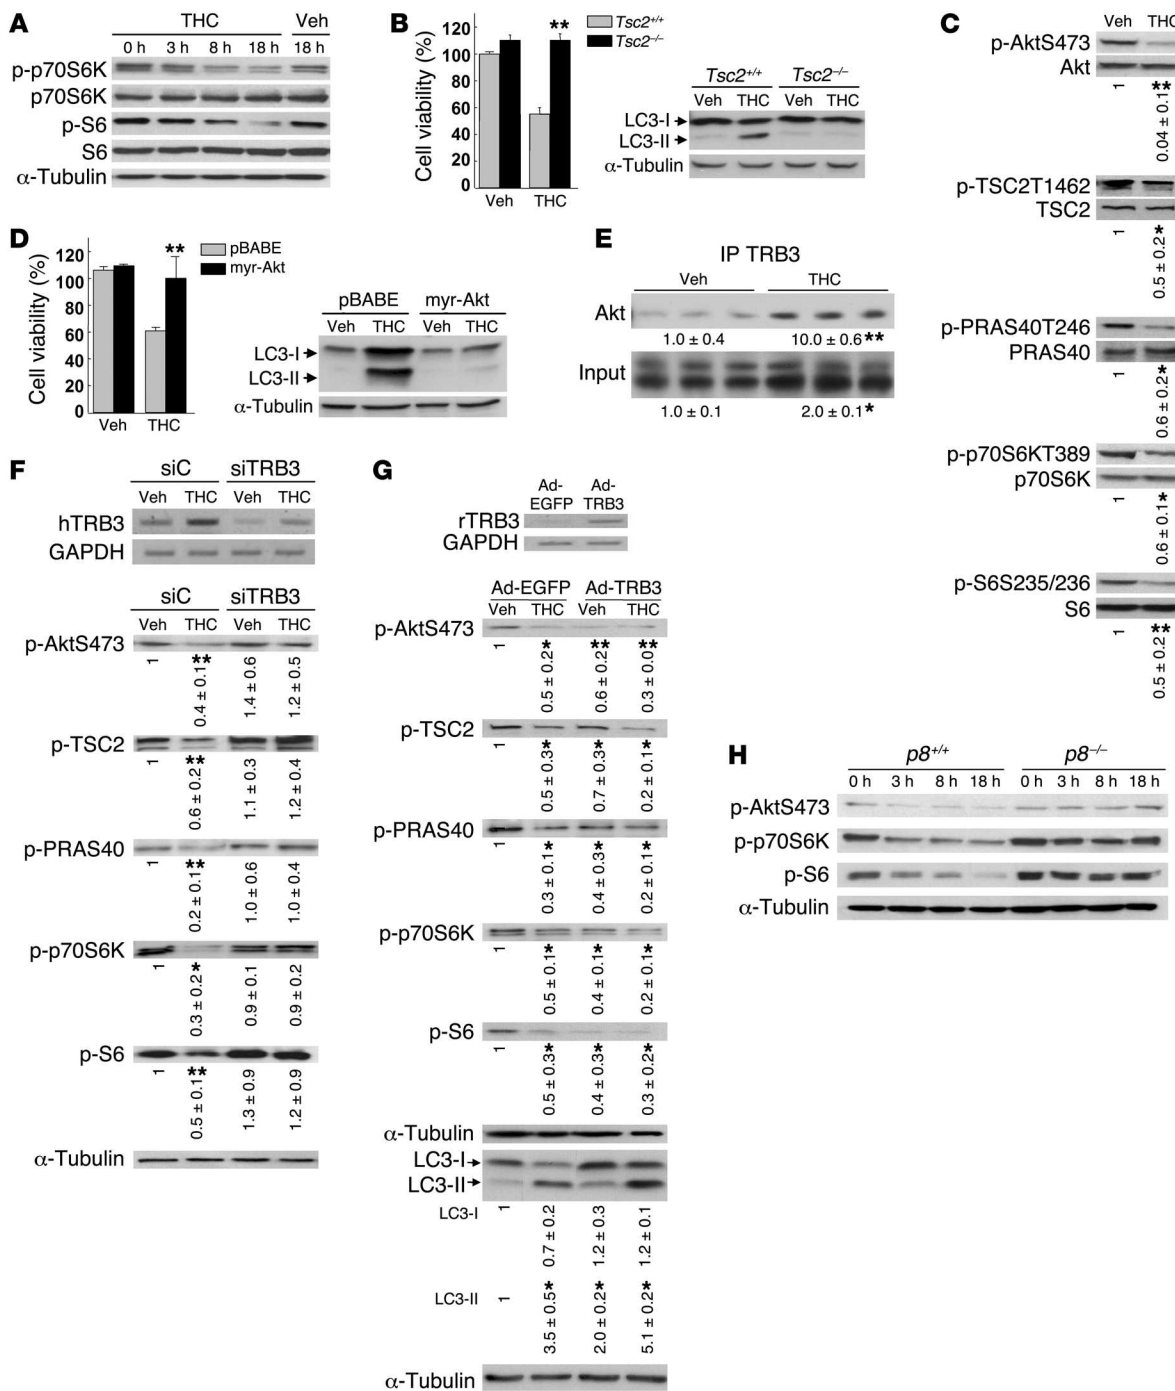 A
THC Veh
0 h 3 h 8 h 18 h 18 h
p-p70S6K
p70S6K
p-S6
S6
α-Tubulin
B
Cell viability (%)
120
100
80
60
40
20
0
Veh THC
**
Tsc2+/+
Tsc2–/–
Tsc2+/+ Tsc2–/–
Veh THC Veh THC
LC3-I
LC3-II
α-Tubulin
C
Veh THC
p-AktS473
Akt
1 0.04 ± 0.1**
p-TSC2T1462
TSC2
1 0.5 ± 0.2*
p-PRAS40T246
PRAS40
1 0.6 ± 0.2*
p-p70S6KT389
p70S6K
1 0.6 ± 0.1*
p-S6S235/236
S6
1 0.5 ± 0.2**
D
Cell viability (%)
120
100
80
60
40
20
0
Veh THC
**
pBABE
myr-Akt
pBABE myr-Akt
Veh THC Veh THC
LC3-I
LC3-II
α-Tubulin
E
IP TRB3
Veh THC
Akt
1.0 ± 0.4 10.0 ± 0.6**
Input
1.0 ± 0.1 2.0 ± 0.1*
F
siC siTRB3
Veh THC Veh THC
hTRB3
GAPDH
siC siTRB3
Veh THC Veh THC
p-AktS473
1 0.4 ± 0.1** 1.4 ± 0.6 1.2 ± 0.5
p-TSC2
1 0.6 ± 0.2** 1.1 ± 0.3 1.2 ± 0.4
p-PRAS40
1 0.2 ± 0.1** 1.0 ± 0.6 1.0 ± 0.4
p-p70S6K
1 0.3 ± 0.2* 0.9 ± 0.1 0.9 ± 0.2
p-S6
1 0.5 ± 0.1** 1.3 ± 0.9 1.2 ± 0.9
α-Tubulin
G
Ad- Ad-
EGFP TRB3
rTRB3
GAPDH
Ad-EGFP Ad-TRB3
Veh THC Veh THC
p-AktS473
1 0.5 ± 0.2* 0.6 ± 0.2** 0.3 ± 0.0**
p-TSC2
1 0.5 ± 0.3* 0.7 ± 0.3* 0.2 ± 0.1*
p-PRAS40
1 0.3 ± 0.1* 0.4 ± 0.3* 0.2 ± 0.1*
p-p70S6K
1 0.5 ± 0.1* 0.4 ± 0.1* 0.2 ± 0.1*
p-S6
1 0.5 ± 0.3* 0.4 ± 0.3* 0.3 ± 0.2*
α-Tubulin
LC3-I
LC3-II
LC3-I 1 0.7 ± 0.2 1.2 ± 0.3 1.2 ± 0.1
LC3-II 1 3.5 ± 0.5* 2.0 ± 0.2* 5.1 ± 0.2*
α-Tubulin
H
p8+/+ p8–/–
0 h 3 h 8 h 18 h 0 h 3 h 8 h 18 h
p-AktS473
p-p70S6K
p-S6
α-Tubulin